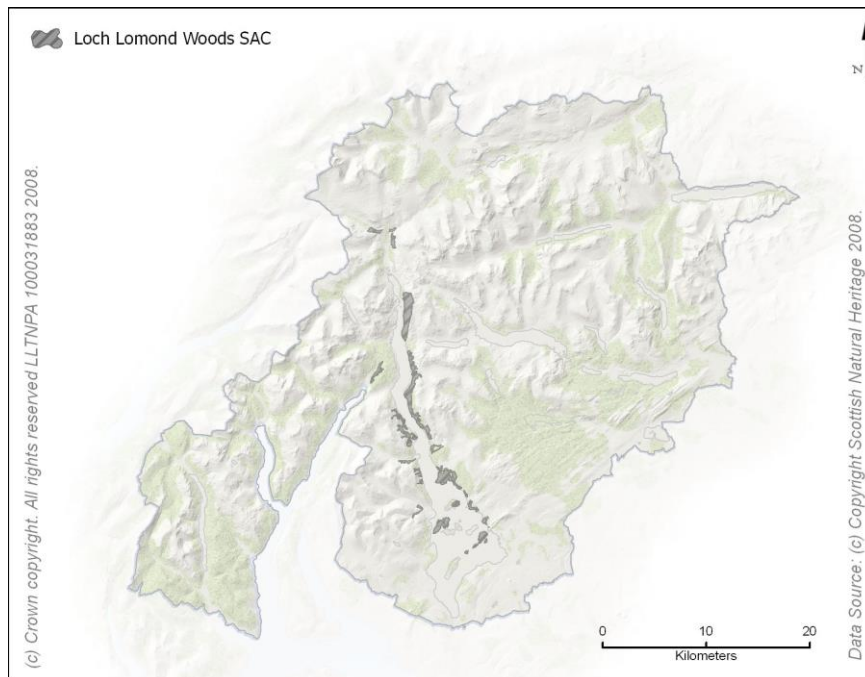 Loch Lomond Woods SAC
z
(c) Crown copyright. All rights reserved LLTNPA 100031883 2008.
Data Source: (c) Copyright Scottish Natural Heritage 2008.
0 10 20
Kilometers